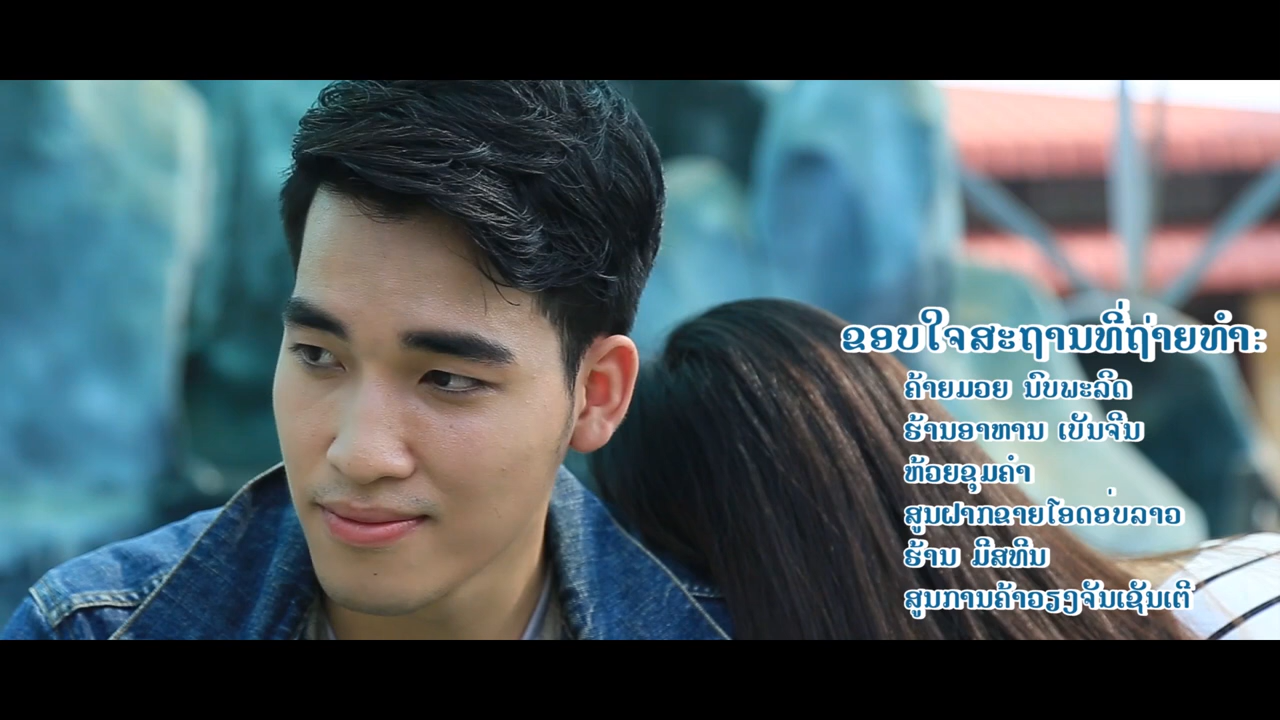 ຂອບໃຈສະຖານທີ່ຖ່າຍທຳ:
ຄ້າຍມວຍ ນົບພະລິດ
ຮ້ານອາຫານ ເບັນຈີນ
ຫ້ວຍຊຸມຄຳ
ສູນຝາກຂາຍໂອດອ່ບລາວ
ຮ້ານ ມີສທີນ
ສູນການຄ້າວຽງຈັນເຊັນເຕີ